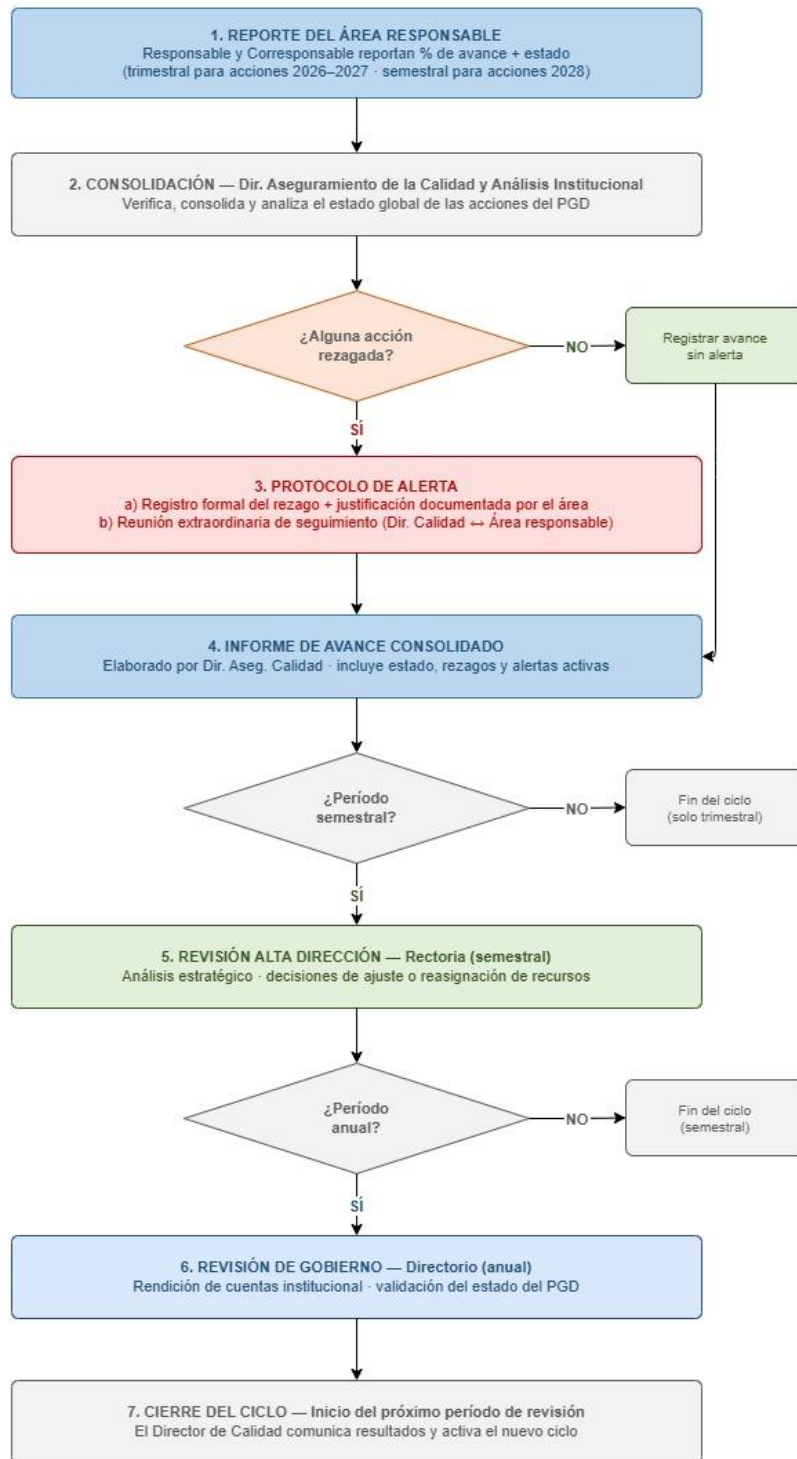 1. REPORTE DEL ÁREA RESPONSABLE
Responsable y Corresponsable reportan % de avance + estado
(trimestral para acciones 2026–2027 · semestral para acciones 2028)
2. CONSOLIDACIÓN — Dir. Aseguramiento de la Calidad y Análisis Institucional
Verifica, consolida y analiza el estado global de las acciones del PGD
¿Alguna acción
rezagada?
NO
Registrar avance
sin alerta
SÍ
3. PROTOCOLO DE ALERTA
a) Registro formal del rezago + justificación documentada por el área
b) Reunión extraordinaria de seguimiento (Dir. Calidad ↔ Área responsable)
4. INFORME DE AVANCE CONSOLIDADO
Elaborado por Dir. Aseg. Calidad · incluye estado, rezagos y alertas activas
¿Período
semestral?
NO
Fin del ciclo
(solo trimestral)
SÍ
5. REVISIÓN ALTA DIRECCIÓN — Rectoria (semestral)
Análisis estratégico · decisiones de ajuste o reasignación de recursos
¿Período
anual?
NO
Fin del ciclo
(semestral)
SÍ
6. REVISIÓN DE GOBIERNO — Directorio (anual)
Rendición de cuentas institucional · validación del estado del PGD
7. CIERRE DEL CICLO — Inicio del próximo período de revisión
El Director de Calidad comunica resultados y activa el nuevo ciclo